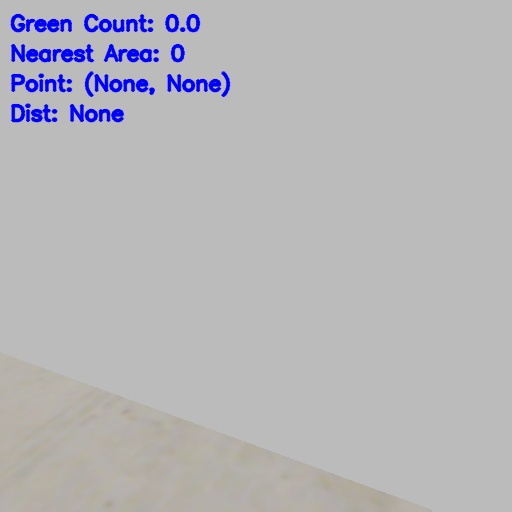 Green Count: 0.0
Nearest Area: 0
Point: (None, None)
Dist: None